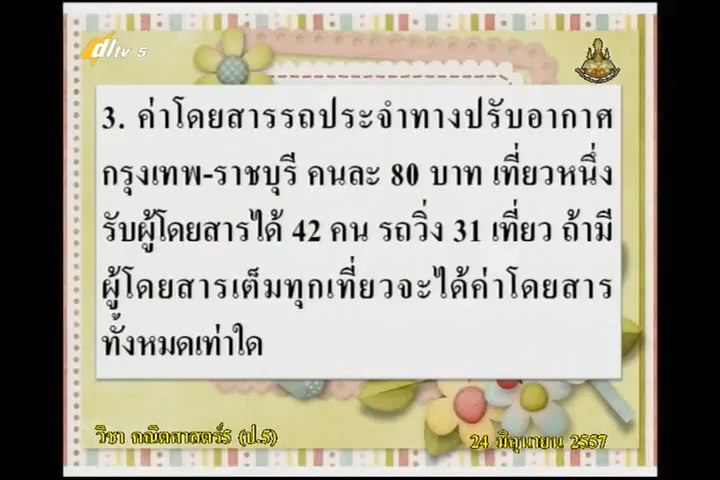 dltv 5
3. ค่าโดยสารรถประจำทางปรับอากาศ
กรุงเทพ-ราชบุรี คนละ 80 บาท เที่ยวหนึ่ง
รับผู้โดยสารได้ 42 คน รถวิ่ง 31 เที่ยว ถ้ามี
ผู้โดยสารเต็มทุกเที่ยวจะได้ค่าโดยสาร
ทั้งหมดเท่าใด
วิชา คณิตศาสตร์5 (ป.5)
24 มิถุนายน 2557